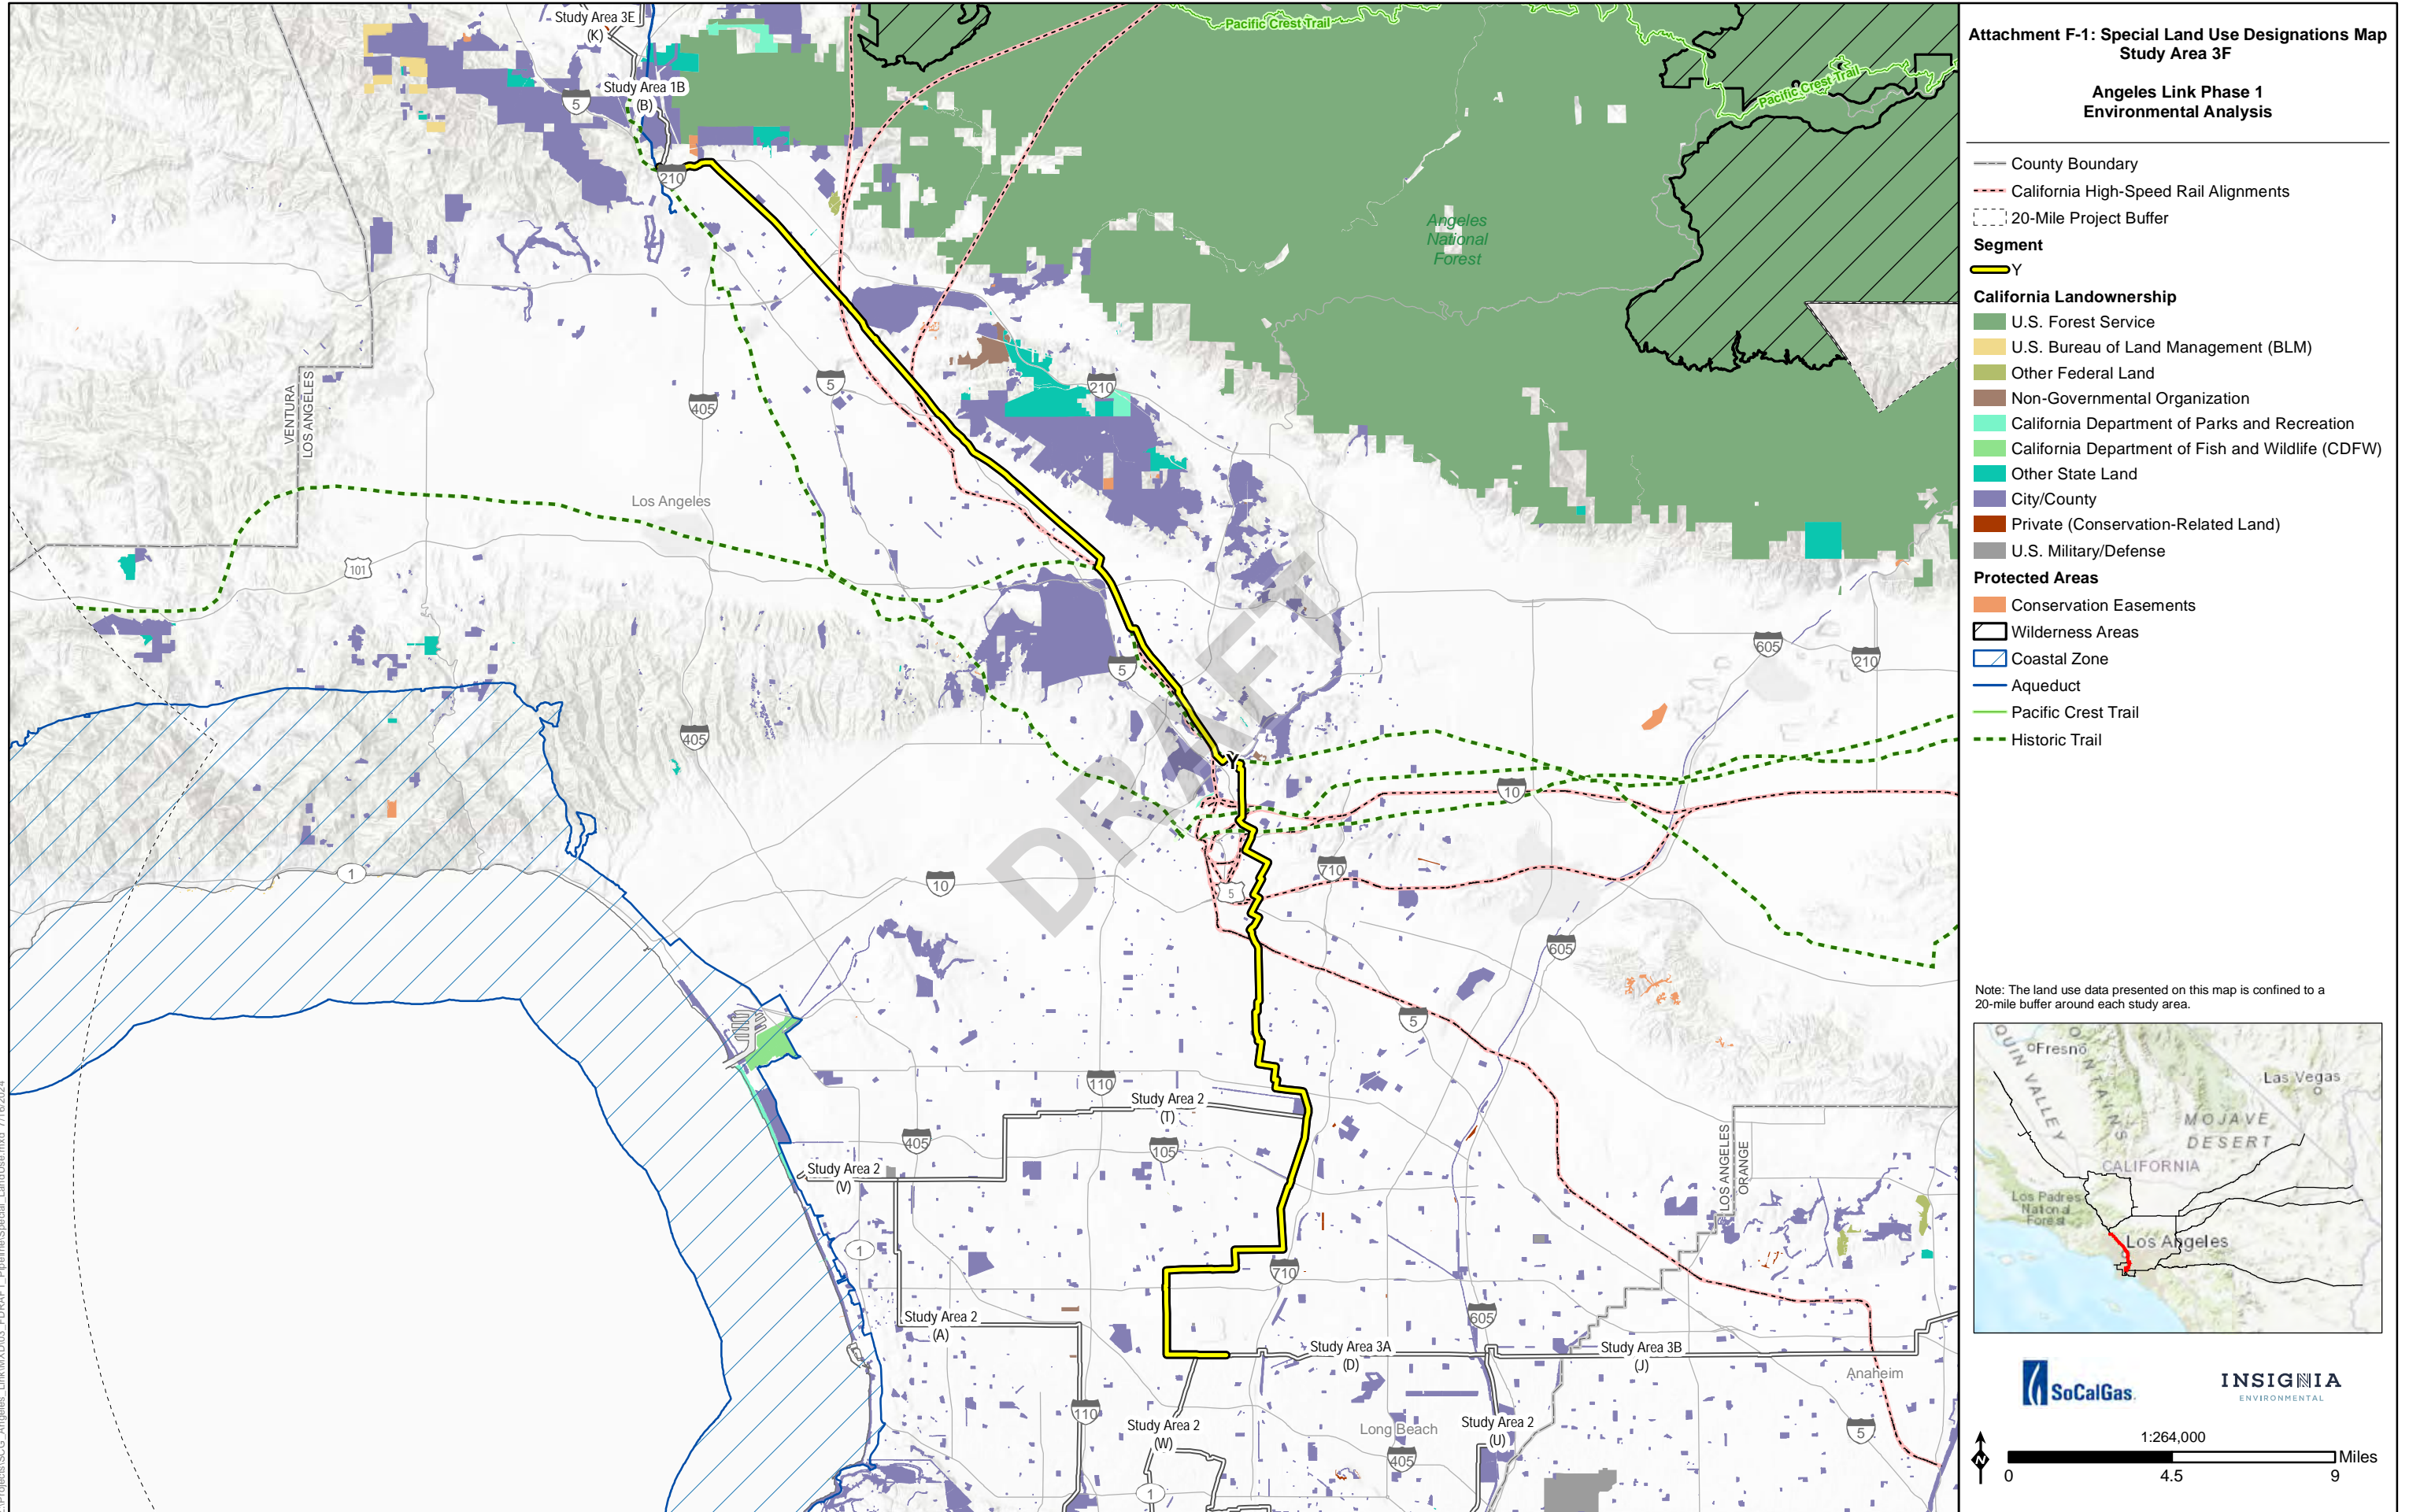 Attachment F-1: Special Land Use Designations Map
Study Area 3F
Angeles Link Phase 1
Environmental Analysis
County Boundary
California High-Speed Rail Alignments
20-Mile Project Buffer
Segment
Y
California Landownership
U.S. Forest Service
U.S. Bureau of Land Management (BLM)
Other Federal Land
Non-Governmental Organization
California Department of Parks and Recreation
California Department of Fish and Wildlife (CDFW)
Other State Land
City/County
Private (Conservation-Related Land)
U.S. Military/Defense
Protected Areas
Conservation Easements
Wilderness Areas
Coastal Zone
Aqueduct
Pacific Crest Trail
Historic Trail
Note: The land use data presented on this map is confined to a
20-mile buffer around each study area.
Fresno
Las Vegas
MOJAVE
DESERT
CALIFORNIA
Los Padres
National
Forest
Los Angeles
QUIN VALLEY
NTAINS
SoCalGas
INSIGNIA
ENVIRONMENTAL
1:264,000
Miles
N
0
4.5
9
Study Area 3E
(K)
Pacific Crest Trail
Pacific Crest Trail
5
Study Area 1B
(B)
210
Angeles
National
Forest
5
210
405
VENTURA
LOS ANGELES
Los Angeles
101
605
210
5
405
Y
10
1
10
710
5
605
5
DRAFT
110
Study Area 2
(T)
405
105
Study Area 2
(V)
LOS ANGELES
ORANGE
1
710
Study Area 2
(A)
605
Study Area 3A
(D)
Study Area 3B
(J)
Anaheim
110
Study Area 2
(W)
Long Beach
Study Area 2
(U)
405
5
1